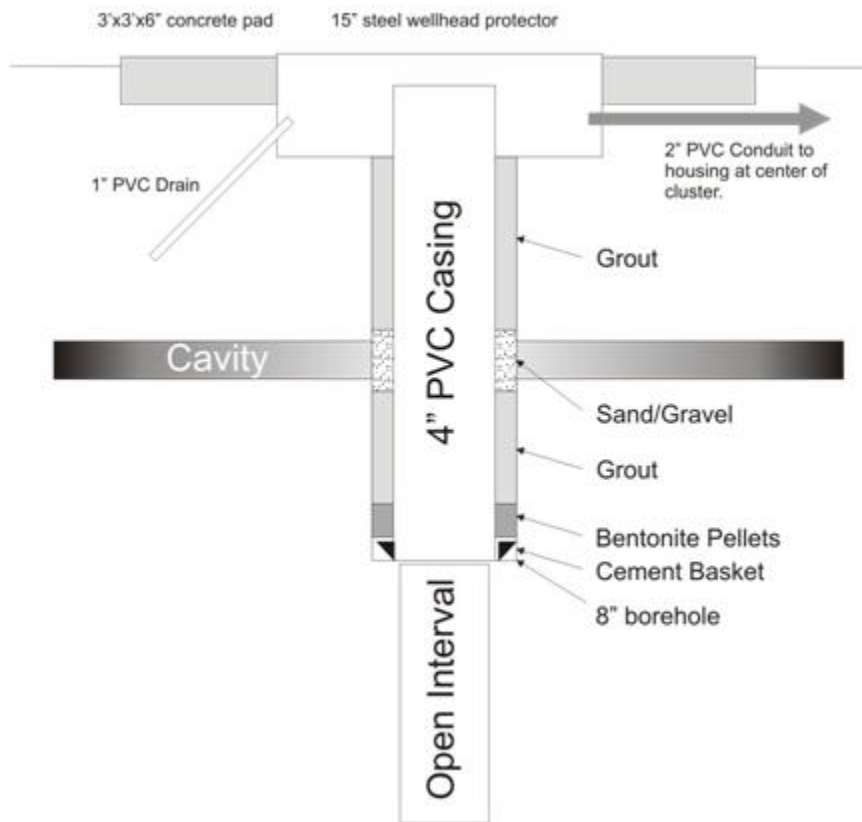 3'x3'x6" concrete pad
15" steel wellhead protector
1" PVC Drain
2" PVC Conduit to
housing at center of
cluster.
4" PVC Casing
Grout
Cavity
Sand/Gravel
Grout
Bentonite Pellets
Cement Basket
8" borehole
Open Interval